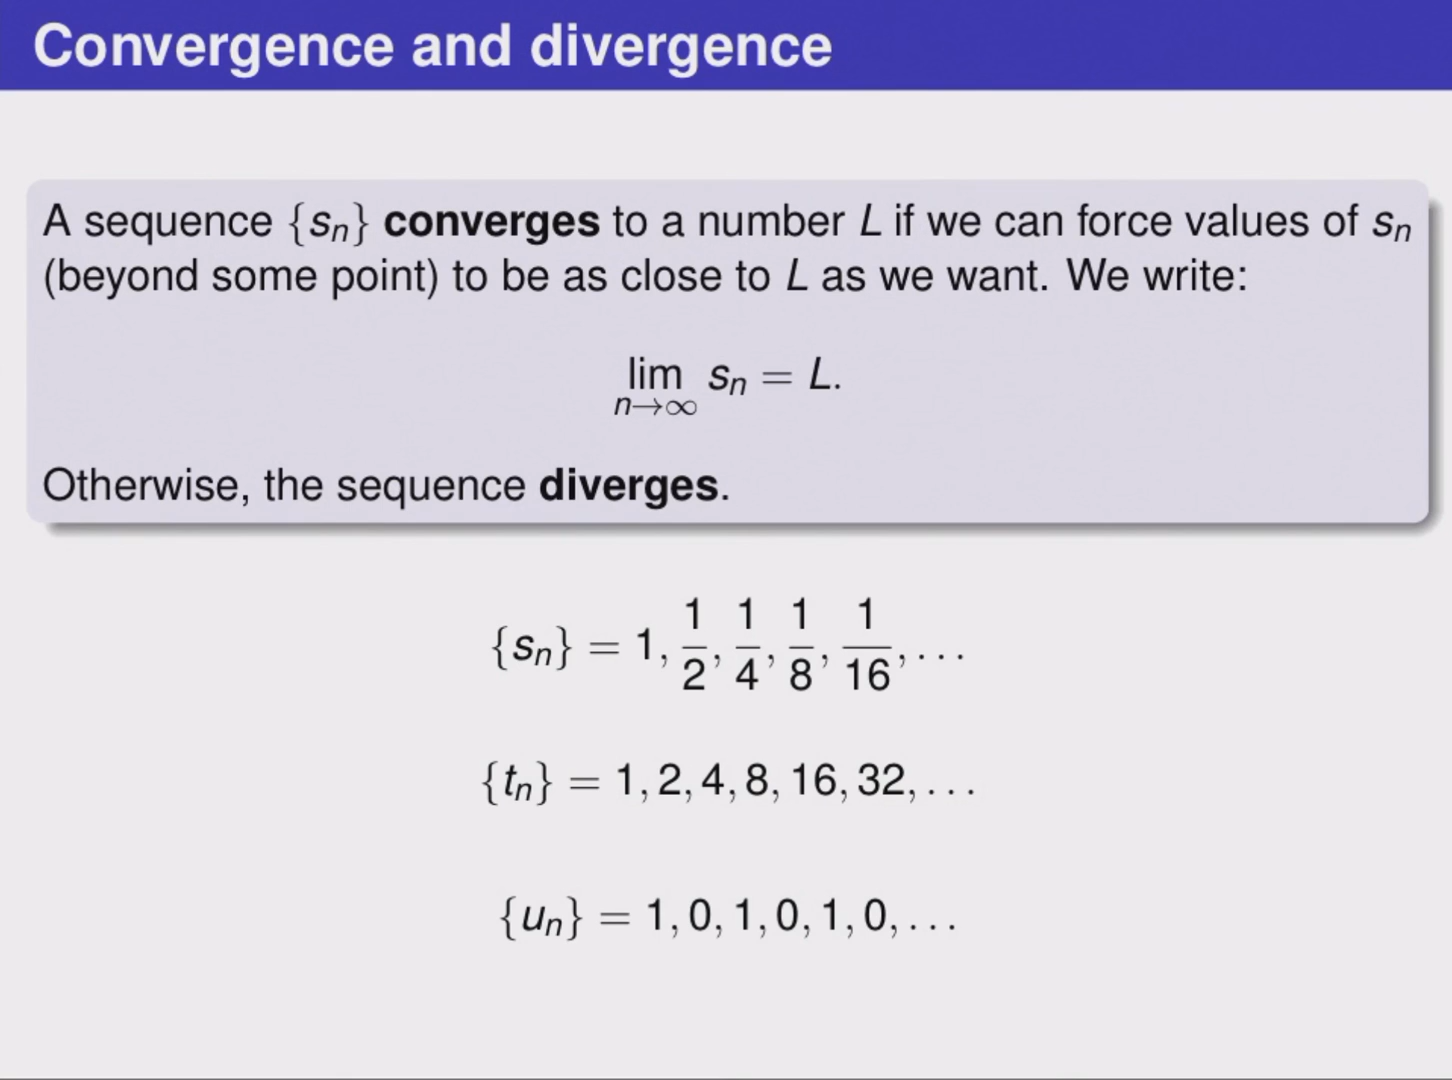 Convergence and divergence
A sequence {sₙ} converges to a number L if we can force values of sₙ
(beyond some point) to be as close to L as we want. We write:
lim sₙ = L.
n→∞
Otherwise, the sequence diverges.
{sₙ} = 1, 1/2, 1/4, 1/8, 1/16, ...
{tₙ} = 1, 2, 4, 8, 16, 32, ...
{uₙ} = 1, 0, 1, 0, 1, 0, ...